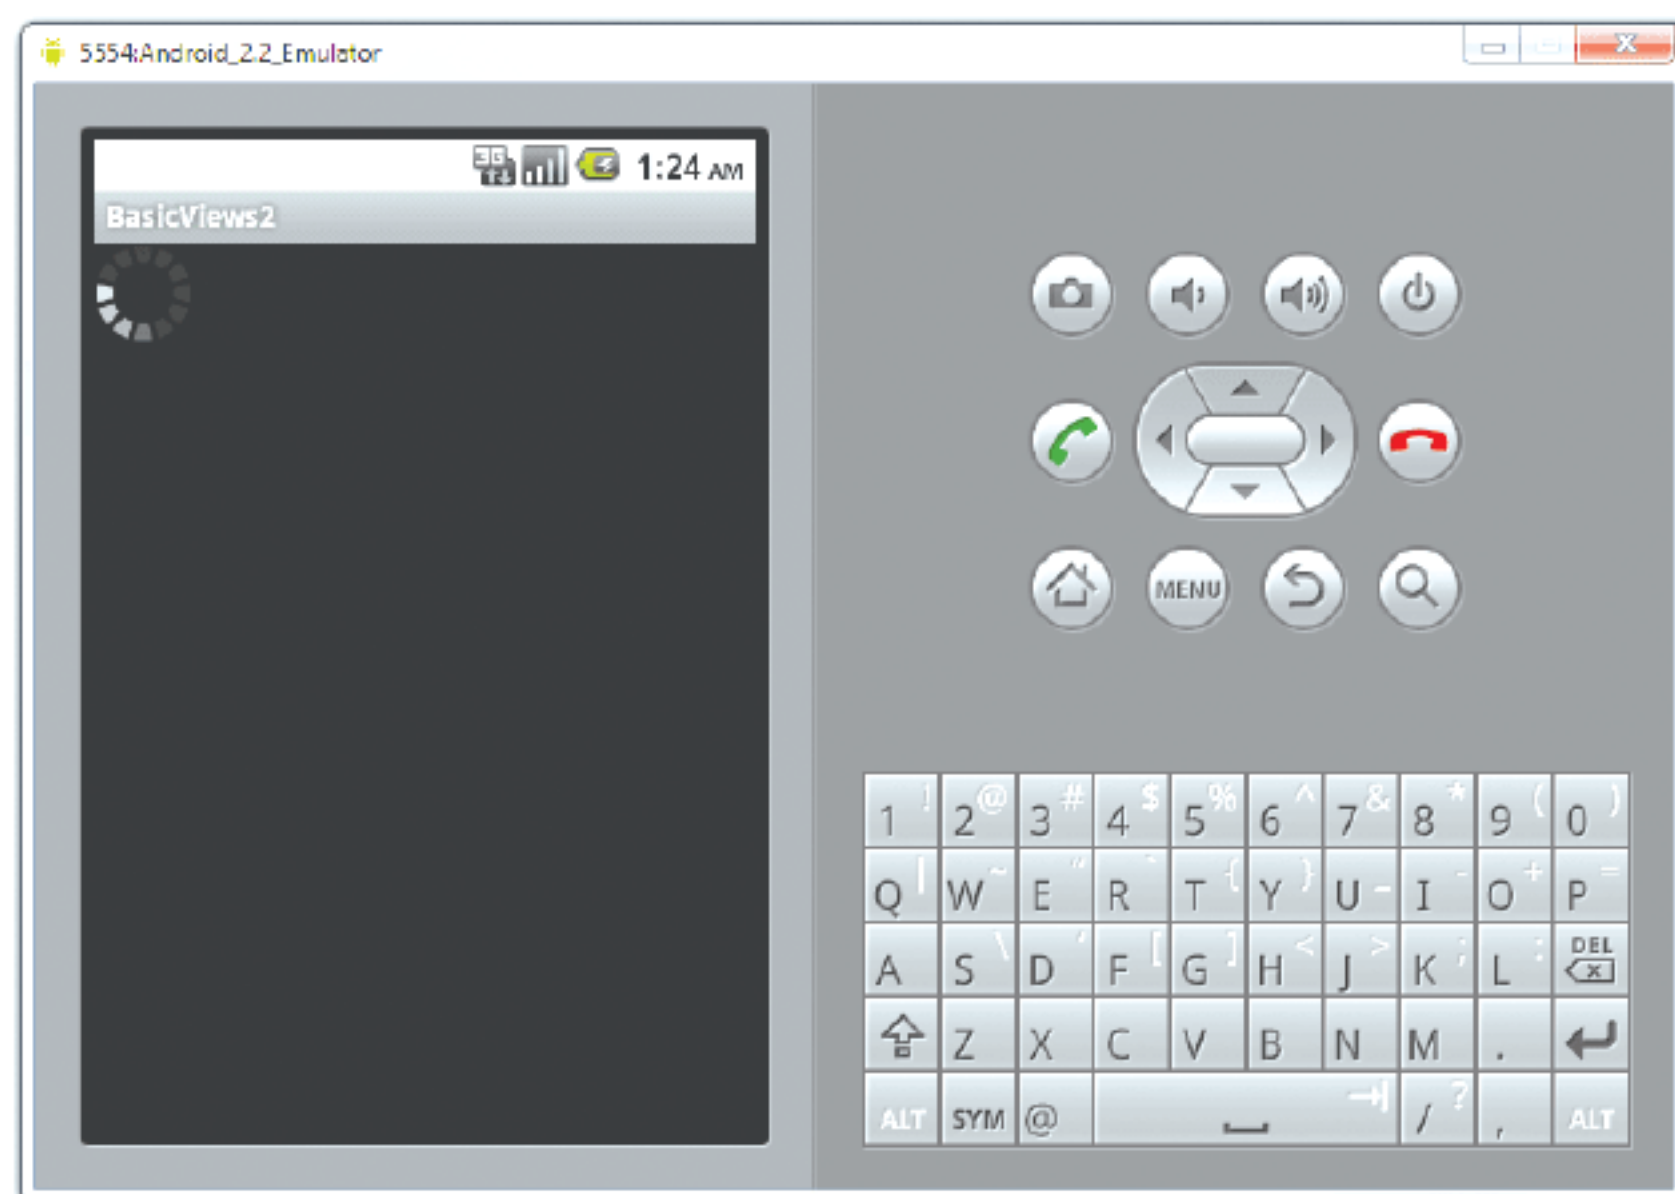 5554:Android_2.2_Emulator
3G 1:24 AM
BasicViews2
MENU
1 ! 2 @ 3 # 4 $ 5 % 6 ^ 7 & 8 * 9 ( 0 )
Q | W ~ E " R ` T { Y } U _ I - O + P =
A S \ D ' F [ G ] H < J > K ; L : DEL
Z X C V B N M .
ALT SYM @ / ? , ALT